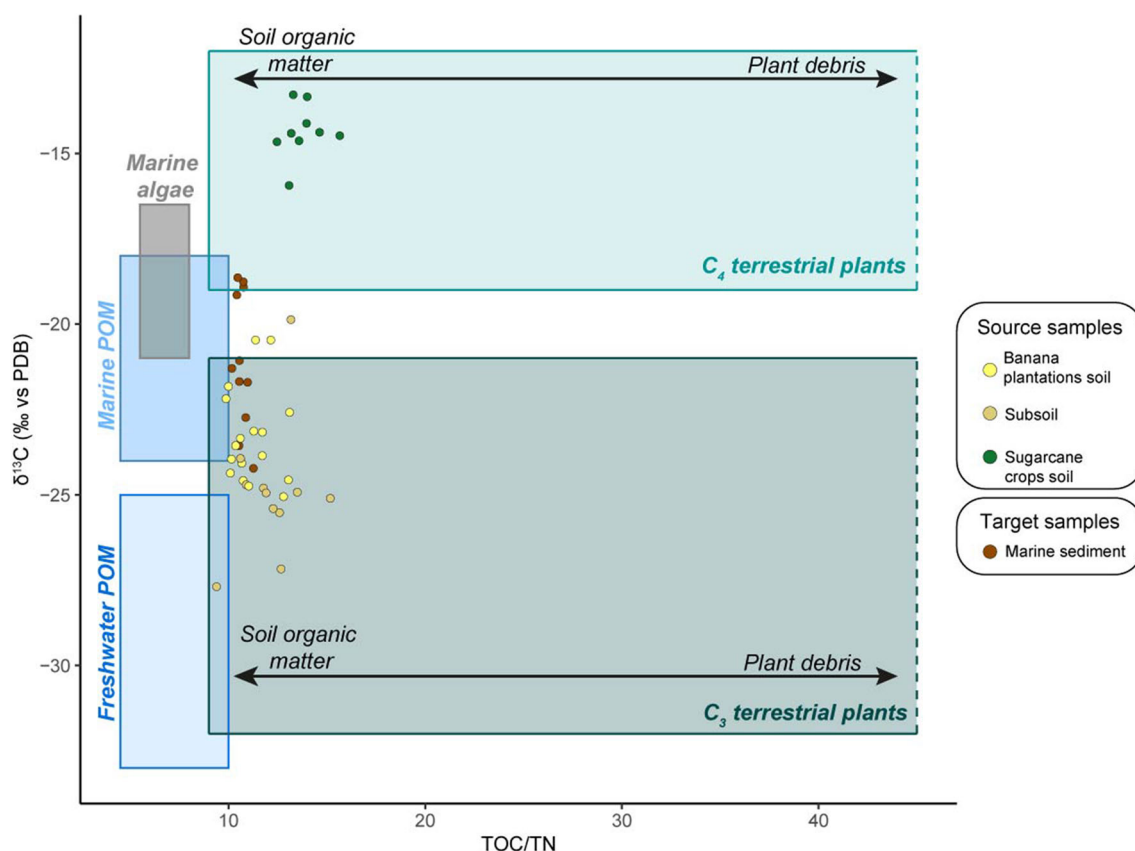 Soil organic
matter
Plant debris
−15
Marine
algae
C4 terrestrial plants
−20
Marine POM
δ13C (‰ vs PDB)
Source samples
Banana
plantations soil
Subsoil
Sugarcane
crops soil
Target samples
Marine sediment
−25
Freshwater POM
Soil organic
matter
Plant debris
−30
C3 terrestrial plants
10
20
30
40
TOC/TN